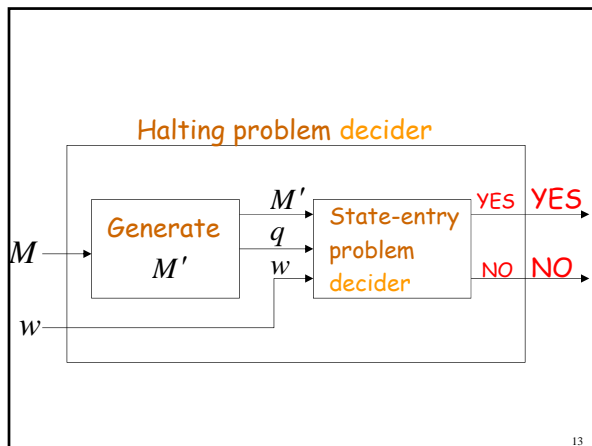 Halting problem decider
M
w
Generate
M′
M′
q
w
State-entry
problem
decider
YES YES
NO NO
13